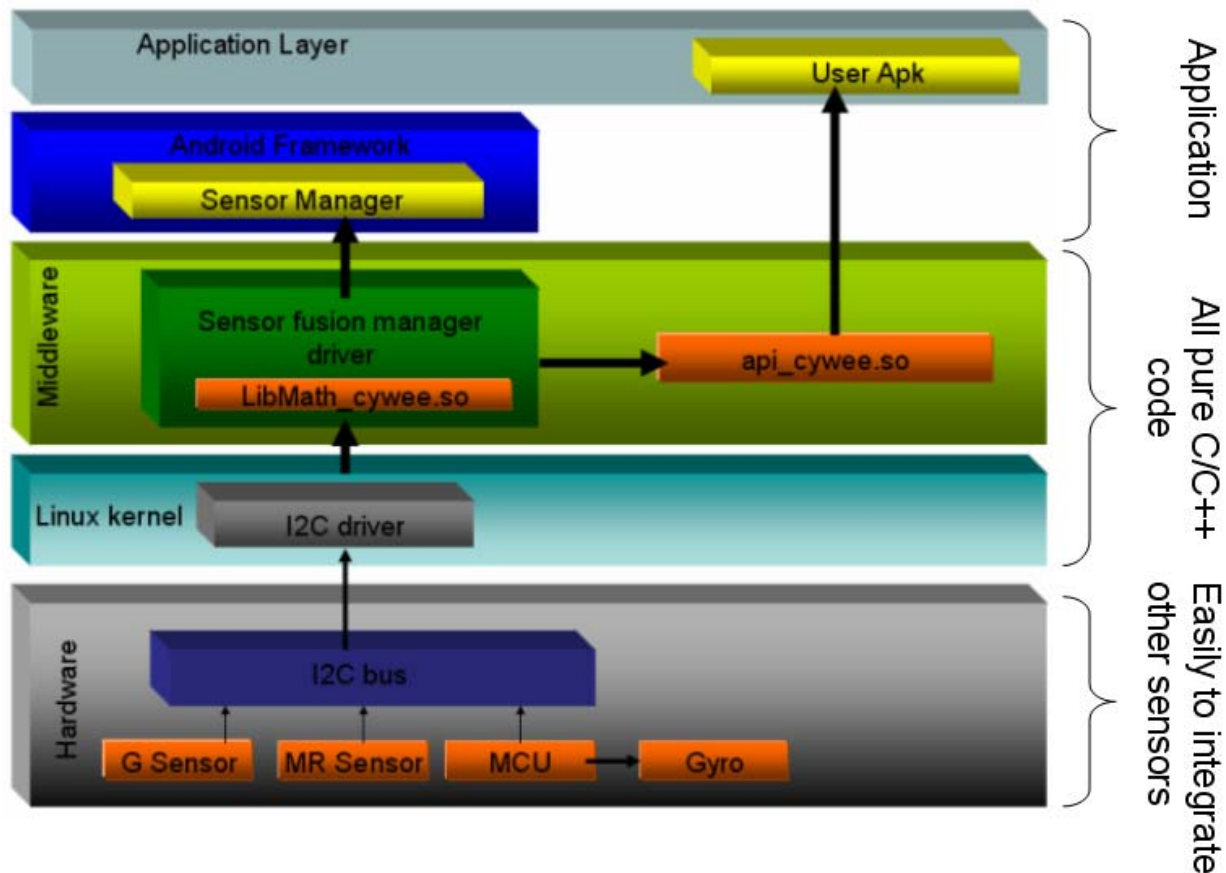 Application Layer
User Apk
Android Framework
Sensor Manager
Application
Middleware
Sensor fusion manager
driver
LibMath_cywee.so
api_cywee.so
Linux kernel
I2C driver
All pure C/C++
code
Hardware
I2C bus
G Sensor
MR Sensor
MCU
Gyro
Easily to integrate
other sensors